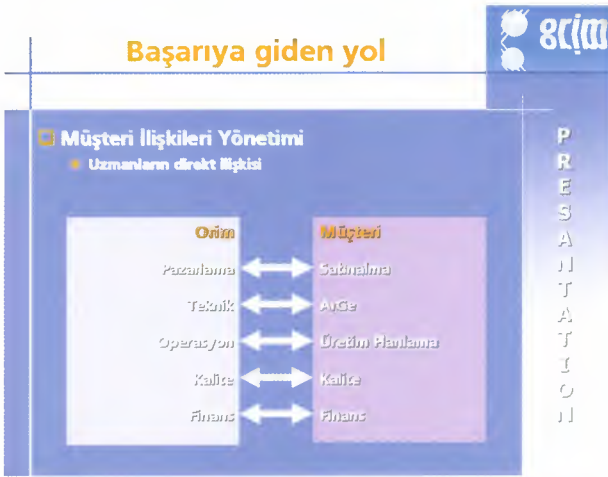 Başarıya giden yol
Müşteri İlişkileri Yönetimi
Uzmanların direkt ilişkisi
Orim Müşteri
Pazarlama Satınalma
Teknik ArGe
Operasyon Üretim Planlama
Kalite Kalite
Finans Finans
PRESANTATION